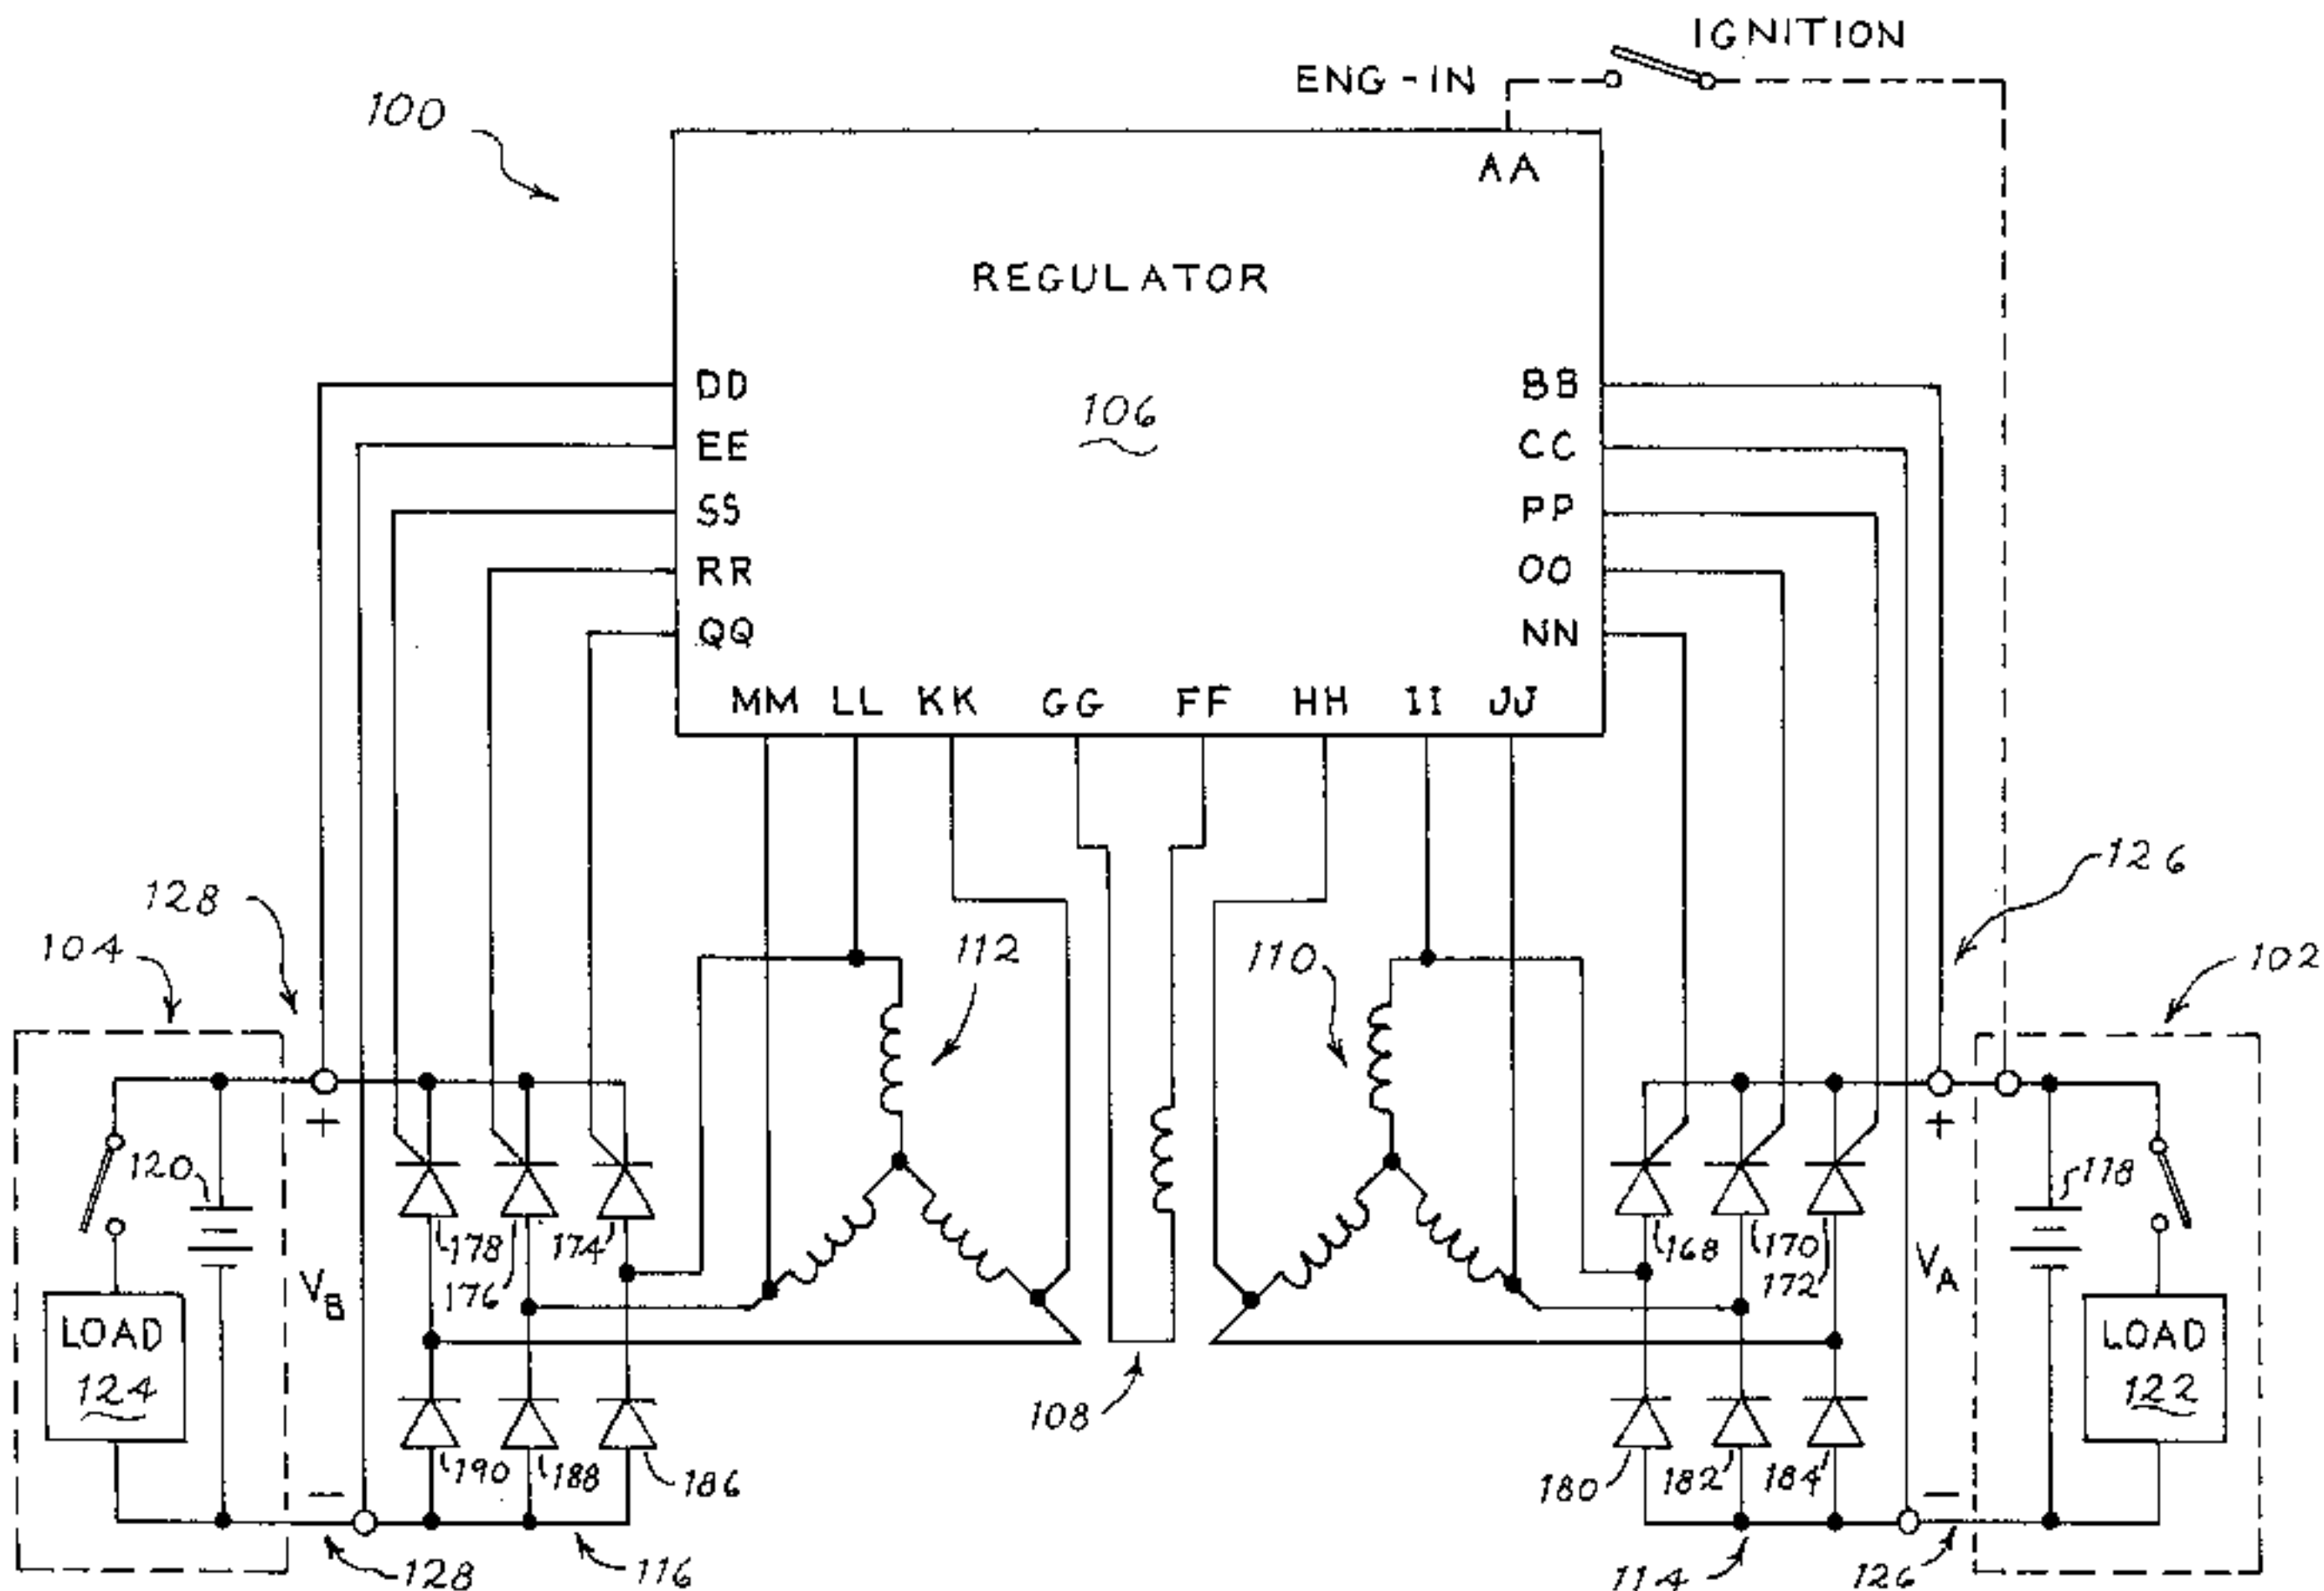 IGNITION
ENG-IN
100
AA
REGULATOR
106
DD
BB
EE
CC
SS
PP
RR
OO
QQ
NN
MM LL KK GG FF HH II JJ
126
128
104
112
110
102
+
+
120
118
178
174
168
170
176
172
VB
VA
LOAD
124
LOAD
122
108
190
188
186
180
182
184
−
−
128
116
114
126